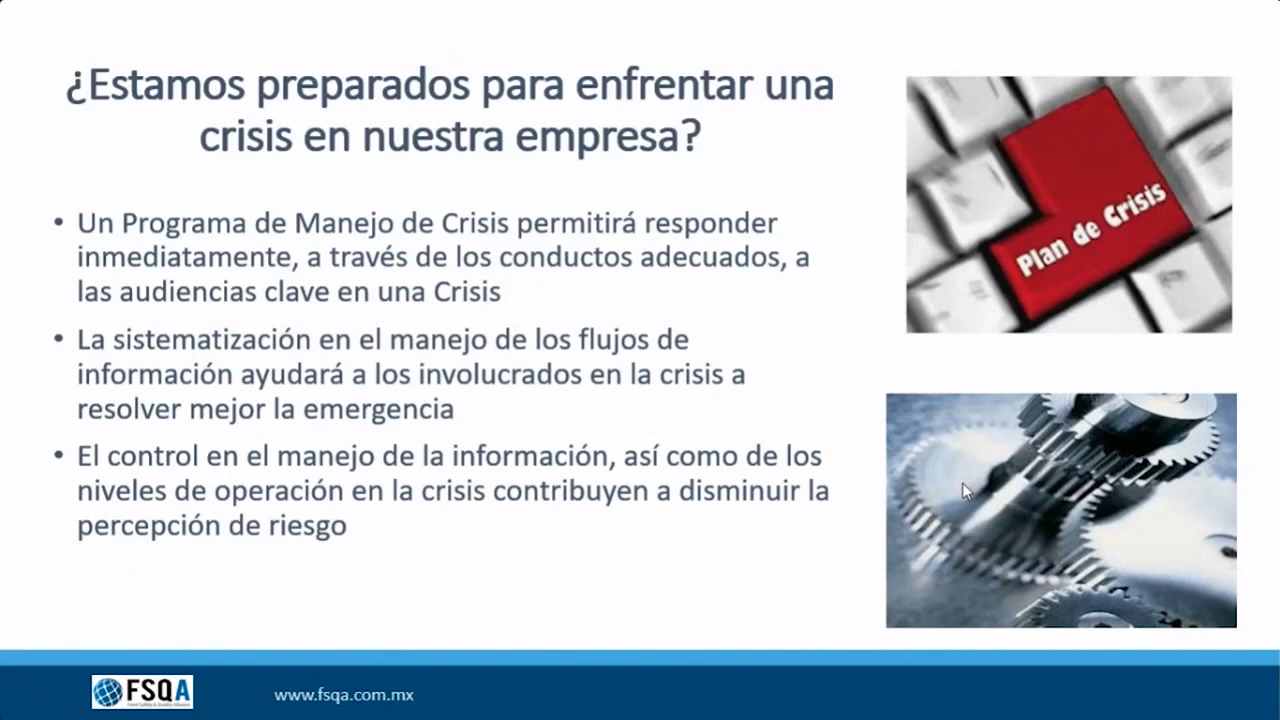 ¿Estamos preparados para enfrentar una
crisis en nuestra empresa?
• Un Programa de Manejo de Crisis permitirá responder
inmediatamente, a través de los conductos adecuados, a
las audiencias clave en una Crisis
• La sistematización en el manejo de los flujos de
información ayudará a los involucrados en la crisis a
resolver mejor la emergencia
• El control en el manejo de la información, así como de los
niveles de operación en la crisis contribuyen a disminuir la
percepción de riesgo
Plan de Crisis
FSQA
www.fsqa.com.mx